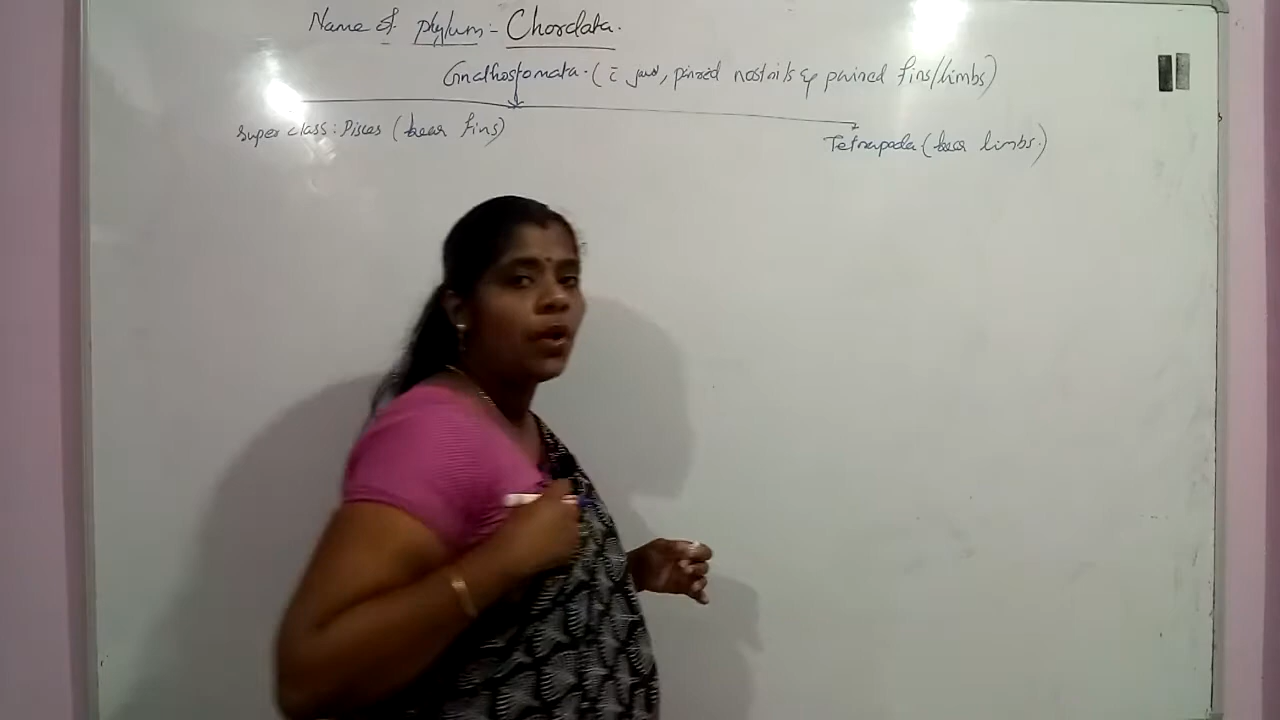 Name of phylum:- Chordata.
Gnathostomata. (c̄ jaw, paired nostrils & paired fins/limbs)
Super class: Pisces (bear fins)
Tetrapoda (bear limbs.)